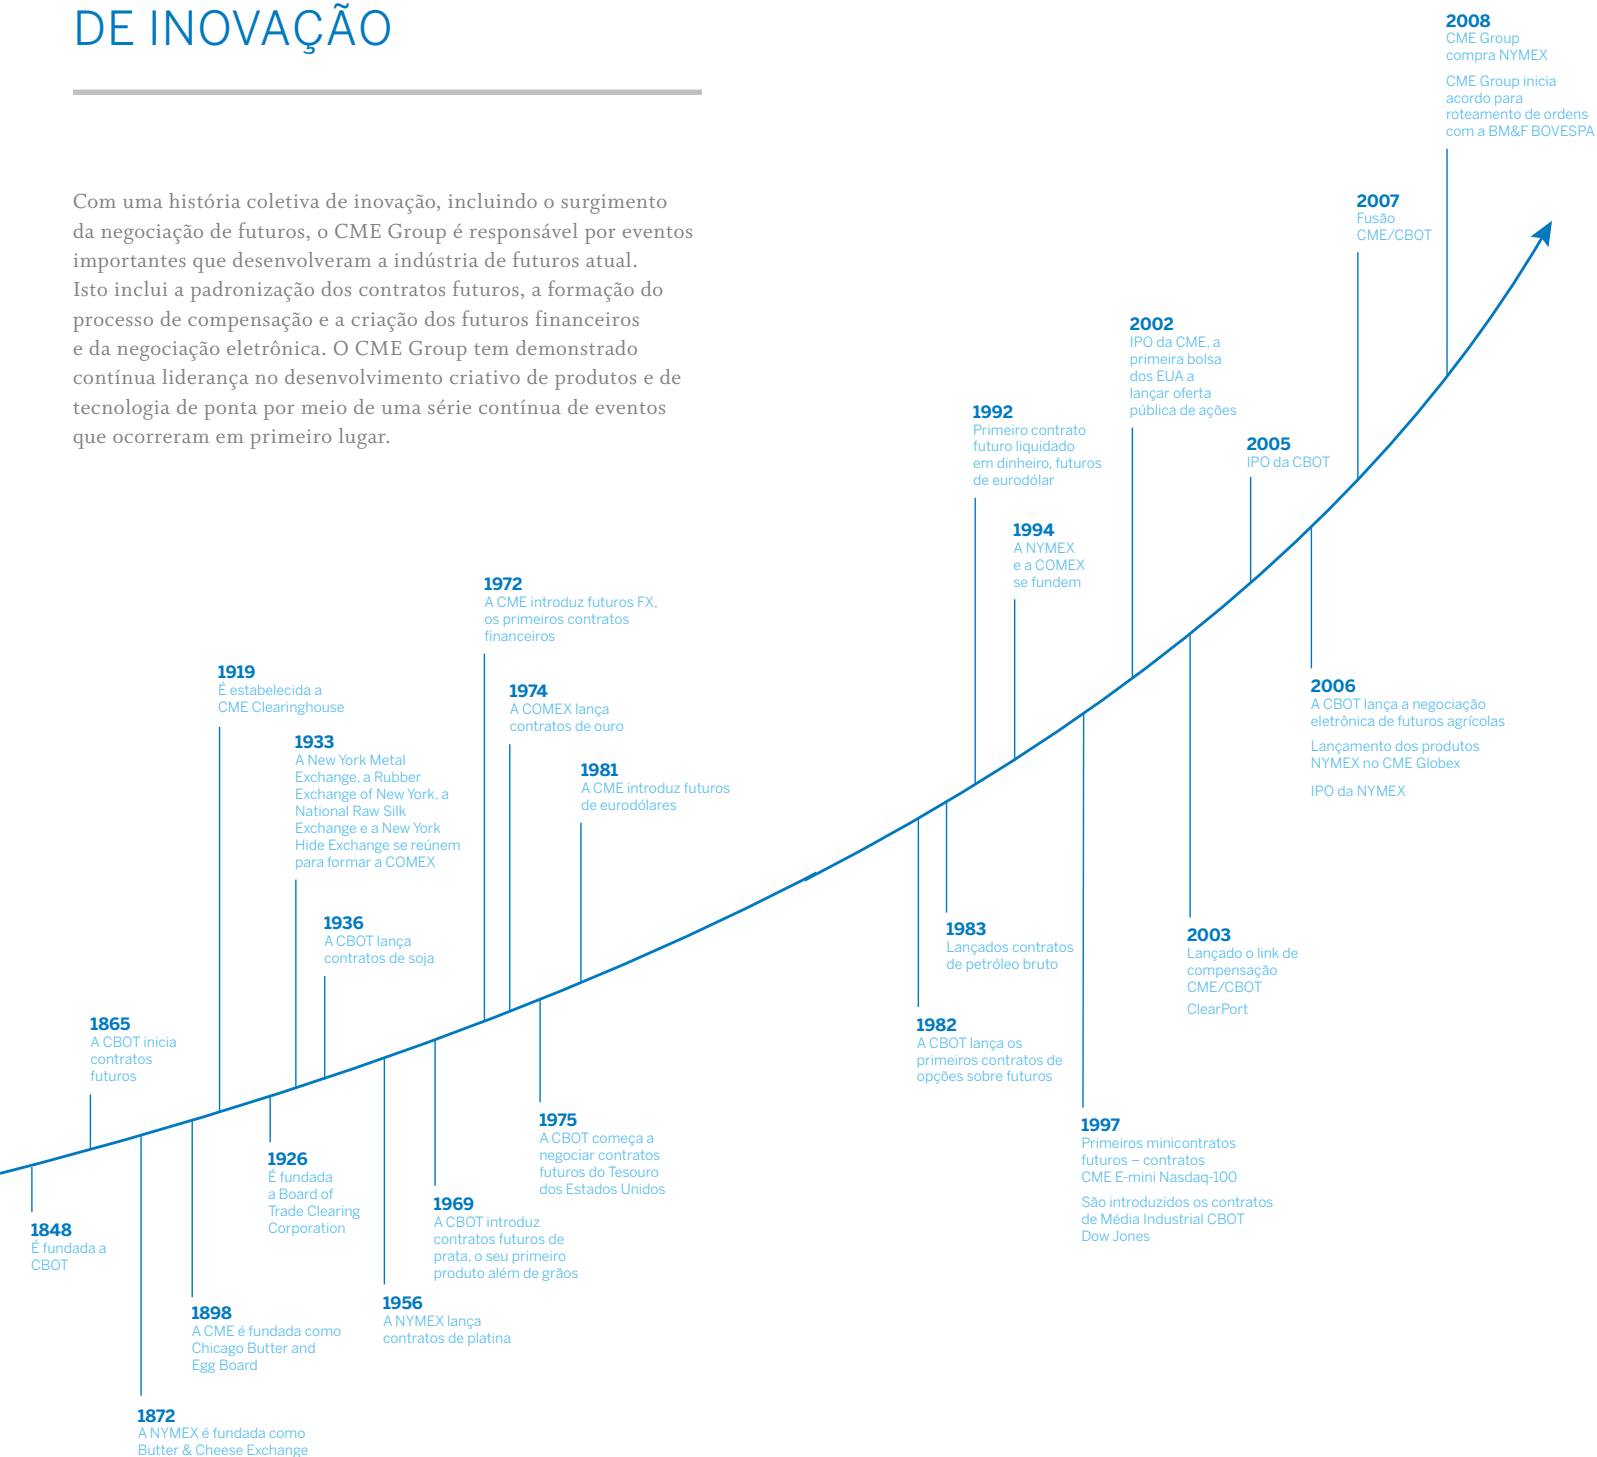 DE INOVAÇÃO
Com uma história coletiva de inovação, incluindo o surgimento
da negociação de futuros, o CME Group é responsável por eventos
importantes que desenvolveram a indústria de futuros atual.
Isto inclui a padronização dos contratos futuros, a formação do
processo de compensação e a criação dos futuros financeiros
e da negociação eletrônica. O CME Group tem demonstrado
contínua liderança no desenvolvimento criativo de produtos e de
tecnologia de ponta por meio de uma série contínua de eventos
que ocorreram em primeiro lugar.
1848
É fundada a
CBOT
1865
A CBOT inicia
contratos
futuros
1872
A NYMEX é fundada como
Butter & Cheese Exchange
1898
A CME é fundada como
Chicago Butter and
Egg Board
1919
É estabelecida a
CME Clearinghouse
1926
É fundada
a Board of
Trade Clearing
Corporation
1933
A New York Metal
Exchange, a Rubber
Exchange of New York, a
National Raw Silk
Exchange e a New York
Hide Exchange se reúnem
para formar a COMEX
1936
A CBOT lança
contratos de soja
1956
A NYMEX lança
contratos de platina
1969
A CBOT introduz
contratos futuros de
prata, o seu primeiro
produto além de grãos
1972
A CME introduz futuros FX,
os primeiros contratos
financeiros
1974
A COMEX lança
contratos de ouro
1975
A CBOT começa a
negociar contratos
futuros do Tesouro
dos Estados Unidos
1981
A CME introduz futuros
de eurodólares
1982
A CBOT lança os
primeiros contratos de
opções sobre futuros
1983
Lançados contratos
de petróleo bruto
1992
Primeiro contrato
futuro liquidado
em dinheiro, futuros
de eurodólar
1994
A NYMEX
e a COMEX
se fundem
1997
Primeiros minicontratos
futuros – contratos
CME E-mini Nasdaq-100
São introduzidos os contratos
de Média Industrial CBOT
Dow Jones
2002
IPO da CME, a
primeira bolsa
dos EUA a
lançar oferta
pública de ações
2003
Lançado o link de
compensação
CME/CBOT
ClearPort
2005
IPO da CBOT
2006
A CBOT lança a negociação
eletrônica de futuros agrícolas
Lançamento dos produtos
NYMEX no CME Globex
IPO da NYMEX
2007
Fusão
CME/CBOT
2008
CME Group
compra NYMEX
CME Group inicia
acordo para
roteamento de ordens
com a BM&F BOVESPA